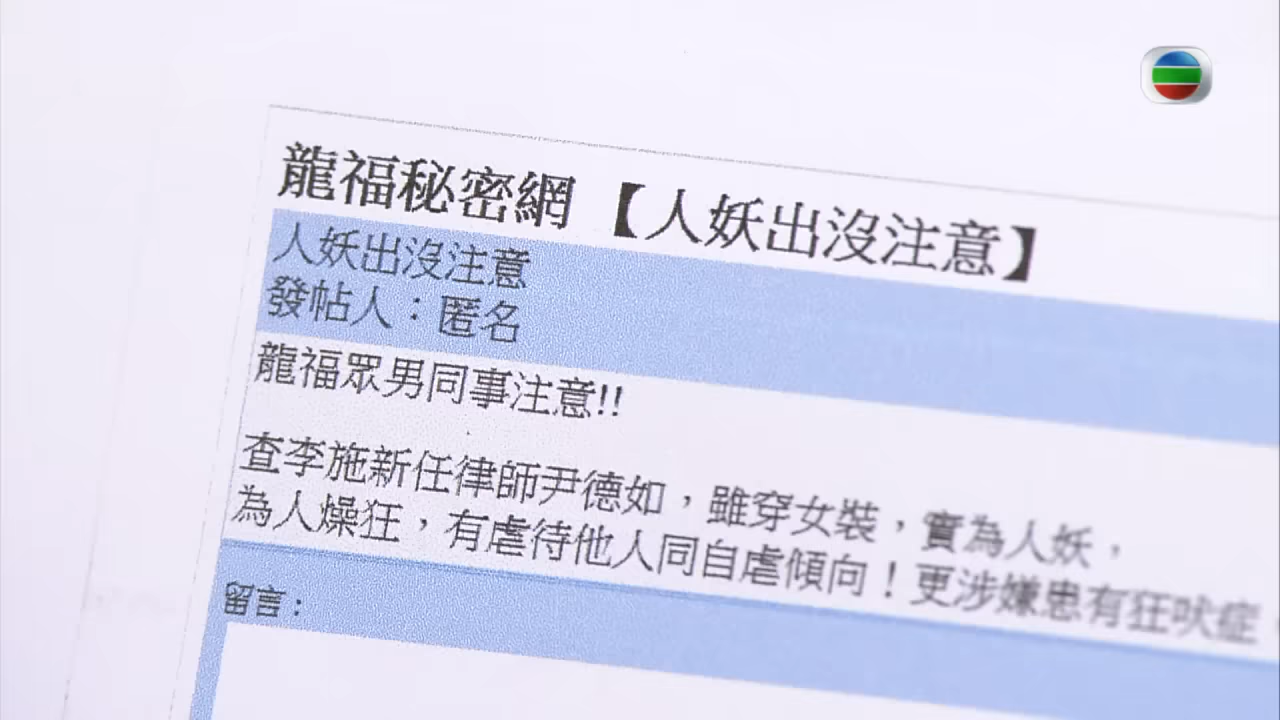 龍福秘密網【人妖出沒注意】
人妖出沒注意
發帖人：匿名
龍福眾男同事注意!!
查李施新任律師尹德如，雖穿女裝，實為人妖，
為人燥狂，有虐待他人同自虐傾向！更涉嫌患有狂吠症
留言：